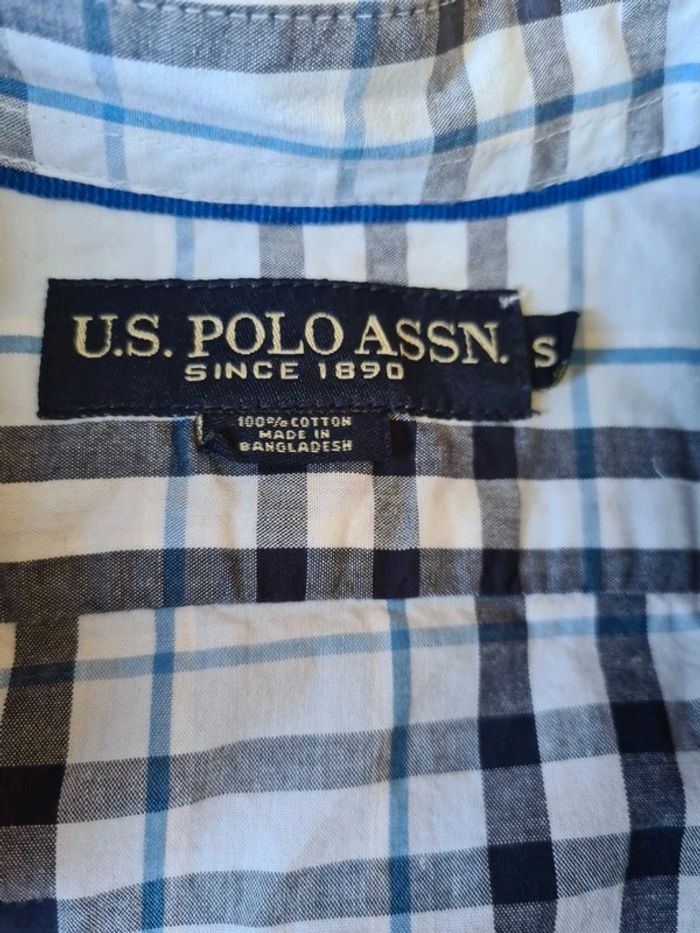 U.S. POLO ASSN.
SINCE 1890
S
100% COTTON
MADE IN
BANGLADESH